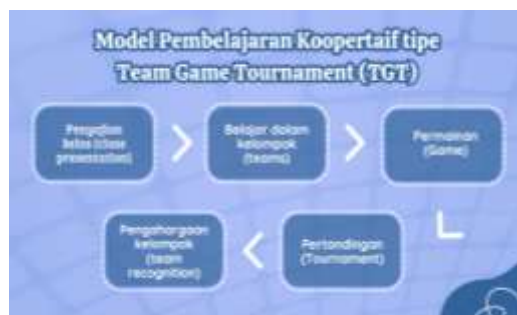 Model Pembelajaran Koopertaif tipe
Team Game Tournament (TGT)
Penyajian
kelas (class
presentation)
Belajar dalam
kelompok
(teams)
Permainan
(Game)
Pengahargaan
kelompok
(team
recognition)
Pertandingan
(Tournament)